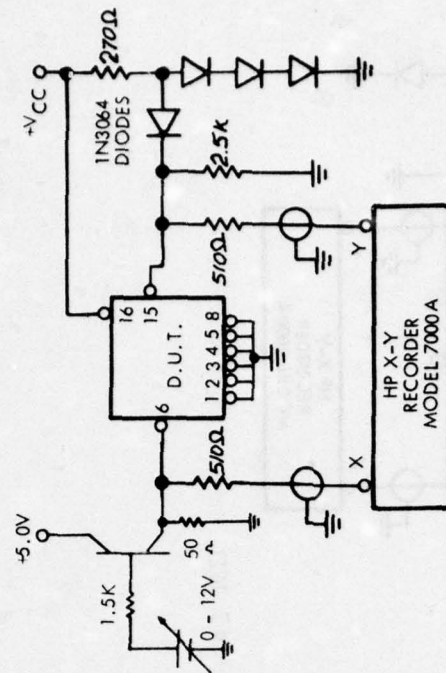 +5.0V
1.5K
0 - 12V
50
Ω
510Ω
X
6
D.U.T.
1 2 3 4 5 8
16
15
+VCC
270Ω
1N3064
DIODES
2.5K
510Ω
Y
HP X-Y
RECORDER
MODEL 7000 A